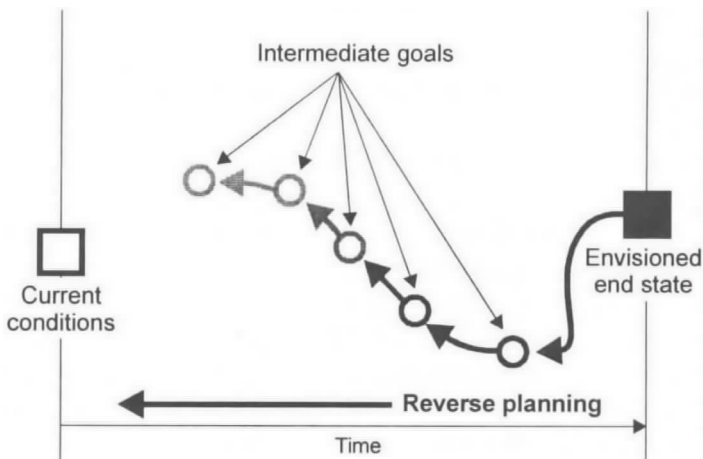 Intermediate goals
Envisioned
end state
Current
conditions
Reverse planning
Time